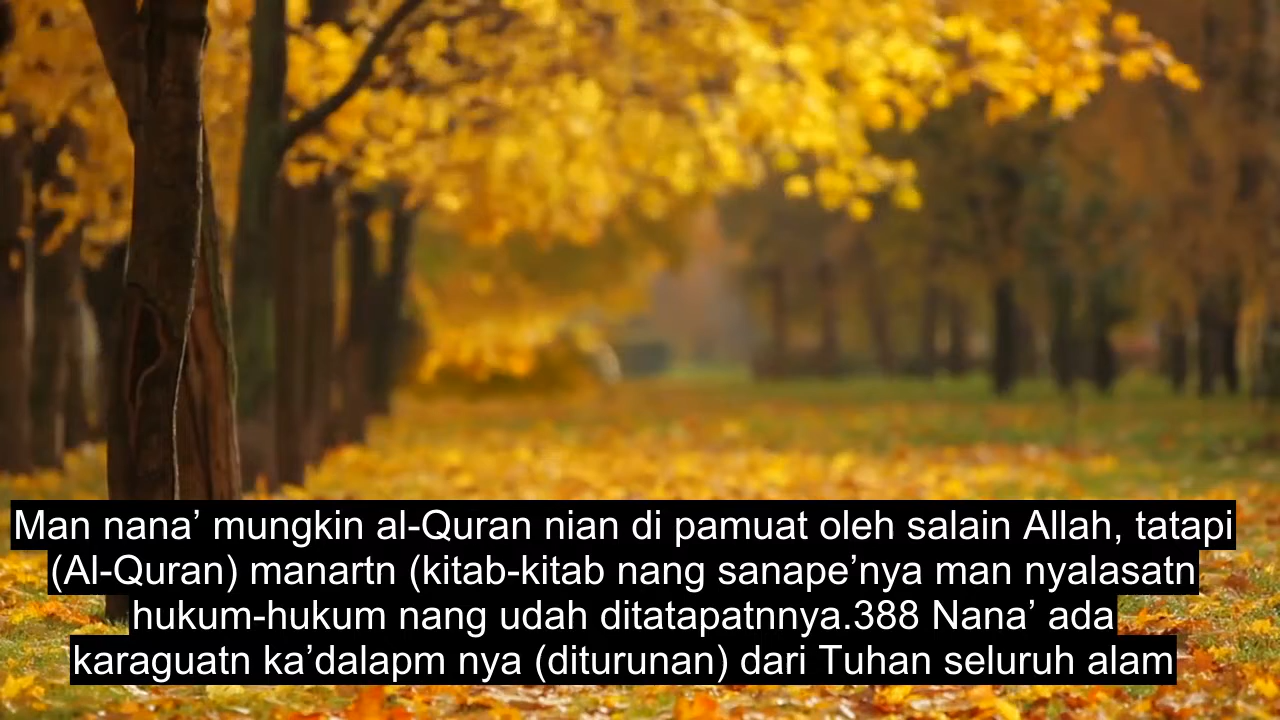 Man nana’ mungkin al-Quran nian di pamuat oleh salain Allah, tatapi
(Al-Quran) manartn (kitab-kitab nang sanape’nya man nyalasatn
hukum-hukum nang udah ditatapatnnya.388 Nana’ ada
karaguatn ka’dalapm nya (diturunan) dari Tuhan seluruh alam